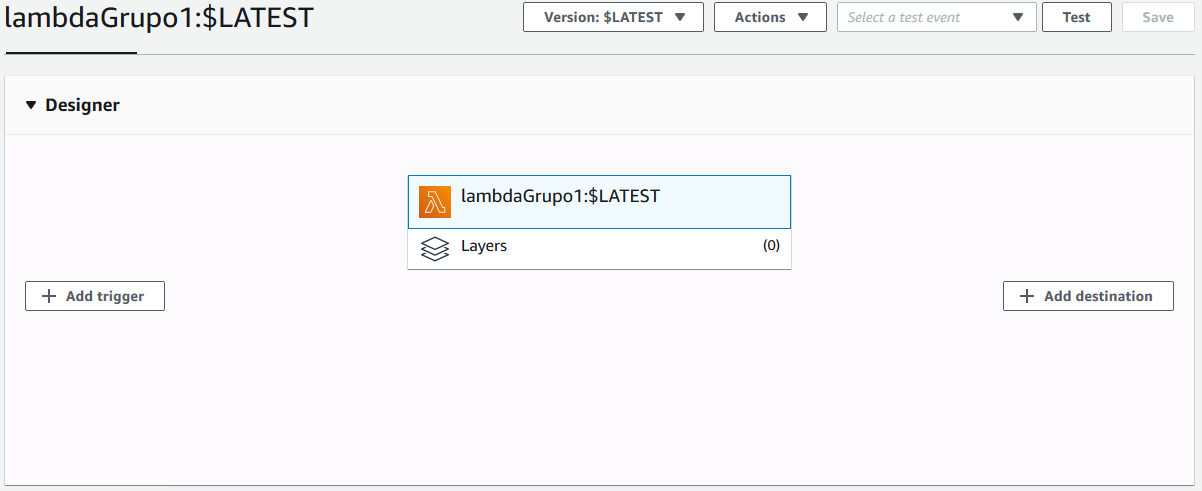 lambdaGrupo1:$LATEST
Version: $LATEST
Actions
Select a test event
Test
Save
Designer
lambdaGrupo1:$LATEST
Layers (0)
Add trigger
Add destination